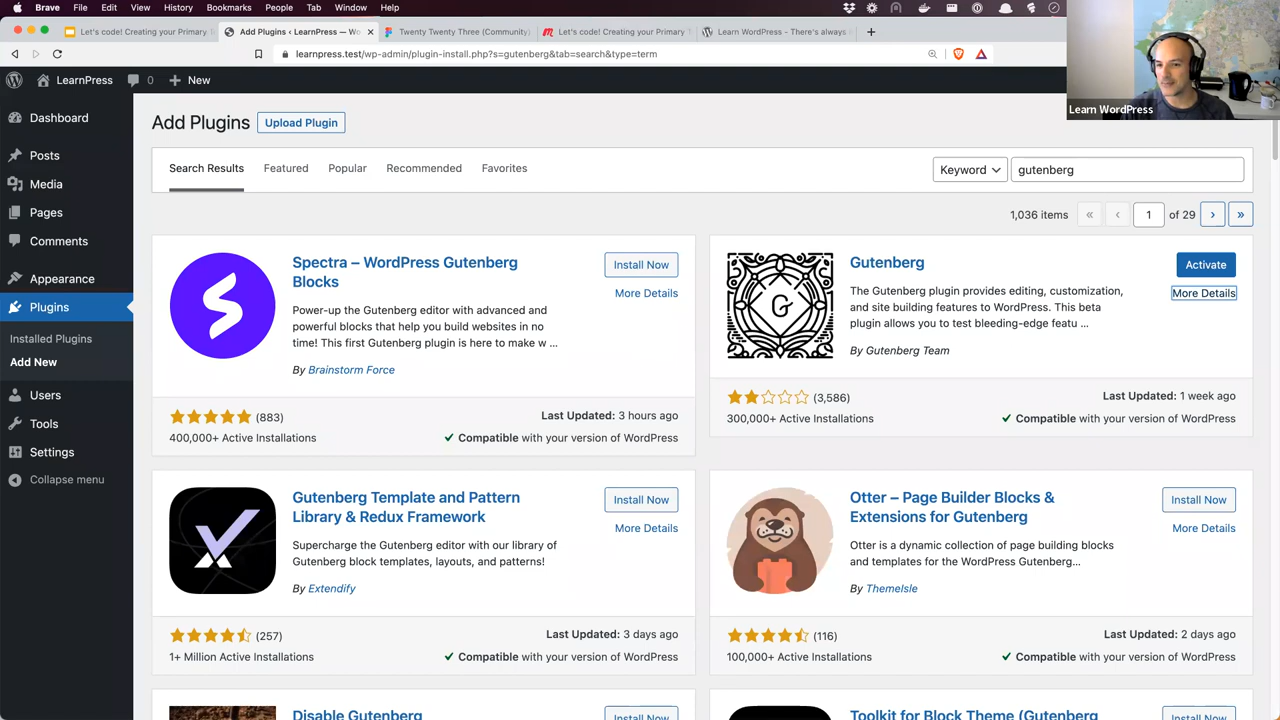 Brave File Edit View History Bookmarks People Tab Window Help
Let's code! Creating your Primary
Add Plugins ‹ LearnPress — Wo
Twenty Twenty Three (Community)
Let's code! Creating your Primary T
Learn WordPress - There's always
learnpress.test/wp-admin/plugin-install.php?s=gutenberg&tab=search&type=term
LearnPress 0 New
Learn WordPress
Dashboard
Posts
Media
Pages
Comments
Appearance
Plugins
Installed Plugins
Add New
Users
Tools
Settings
Collapse menu
Add Plugins Upload Plugin
Search Results Featured Popular Recommended Favorites Keyword gutenberg
1,036 items « ‹ 1 of 29 › »
Spectra – WordPress Gutenberg
Blocks
Install Now
More Details
Power-up the Gutenberg editor with advanced and
powerful blocks that help you build websites in no
time! This first Gutenberg plugin is here to make w ...
By Brainstorm Force
(883)
Last Updated: 3 hours ago
400,000+ Active Installations
Compatible with your version of WordPress
Gutenberg
Activate
More Details
The Gutenberg plugin provides editing, customization,
and site building features to WordPress. This beta
plugin allows you to test bleeding-edge featu ...
By Gutenberg Team
G
(3,586)
Last Updated: 1 week ago
300,000+ Active Installations
Compatible with your version of WordPress
Gutenberg Template and Pattern
Library & Redux Framework
Install Now
More Details
Supercharge the Gutenberg editor with our library of
Gutenberg block templates, layouts, and patterns!
By Extendify
(257)
Last Updated: 3 days ago
1+ Million Active Installations
Compatible with your version of WordPress
Otter – Page Builder Blocks &
Extensions for Gutenberg
Install Now
More Details
Otter is a dynamic collection of page building blocks
and templates for the WordPress Gutenberg...
By ThemeIsle
(116)
Last Updated: 2 days ago
100,000+ Active Installations
Compatible with your version of WordPress
Disable Gutenberg
Install Now
Toolkit for Block Theme (Gutenberg
Install Now